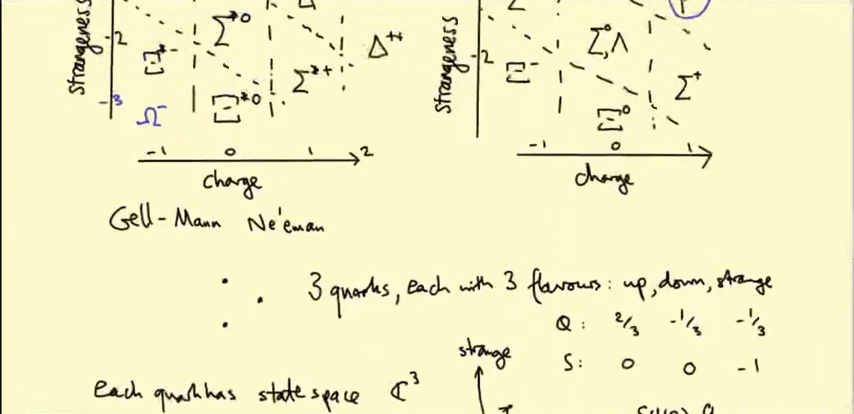 Σ*0 Δ
Strangeness -2 Ξ*- Σ*+ Δ++
-3 Ω- Ξ*0
-1 0 1 2
charge
Σ P
Strangeness -2 Ξ- Σ0,Λ Σ+
Ξ0
-1 0 1
charge
Gell-Mann Ne'eman
3 quarks, each with 3 flavours: up, down, strange
Q: 2/3 -1/3 -1/3
strange
S: 0 0 -1
Each quark has state space ℂ3